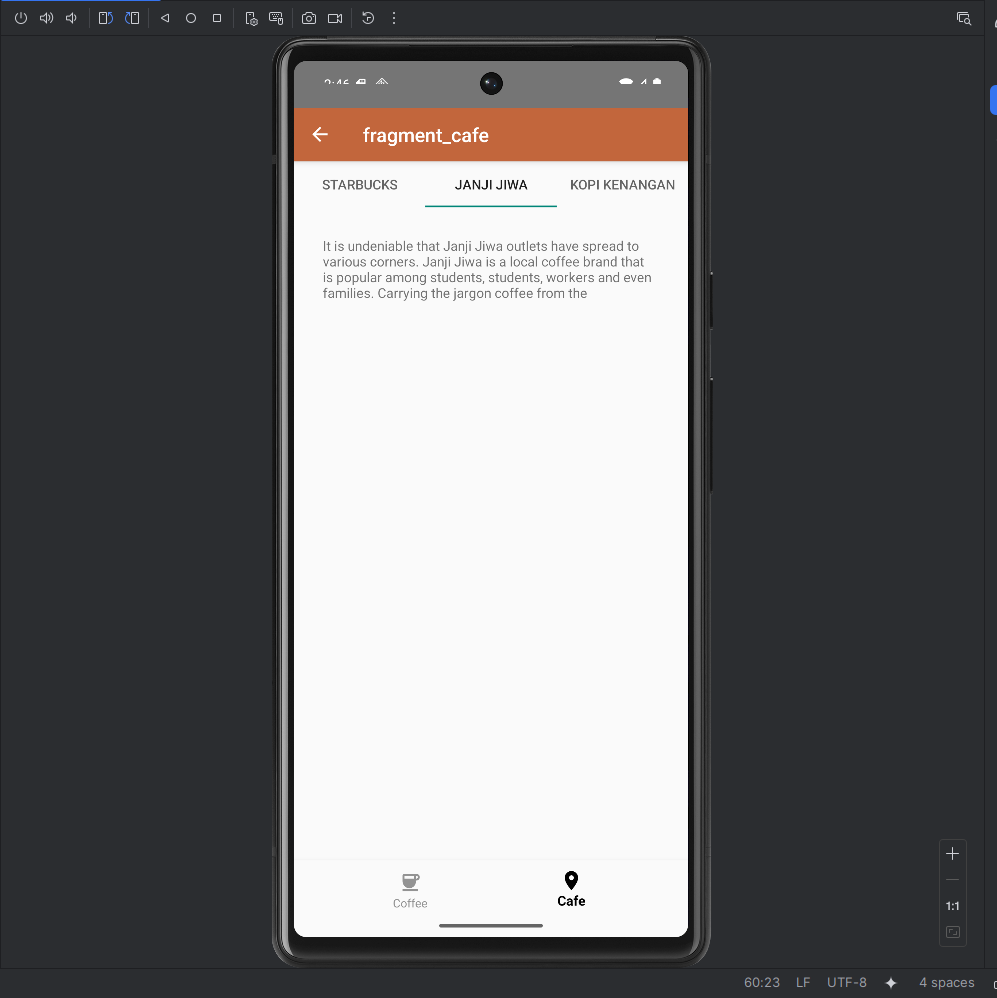 fragment_cafe
STARBUCKS JANJI JIWA KOPI KENANGAN
It is undeniable that Janji Jiwa outlets have spread to
various corners. Janji Jiwa is a local coffee brand that
is popular among students, students, workers and even
families. Carrying the jargon coffee from the
Coffee Cafe
1:1
60:23 LF UTF-8 4 spaces